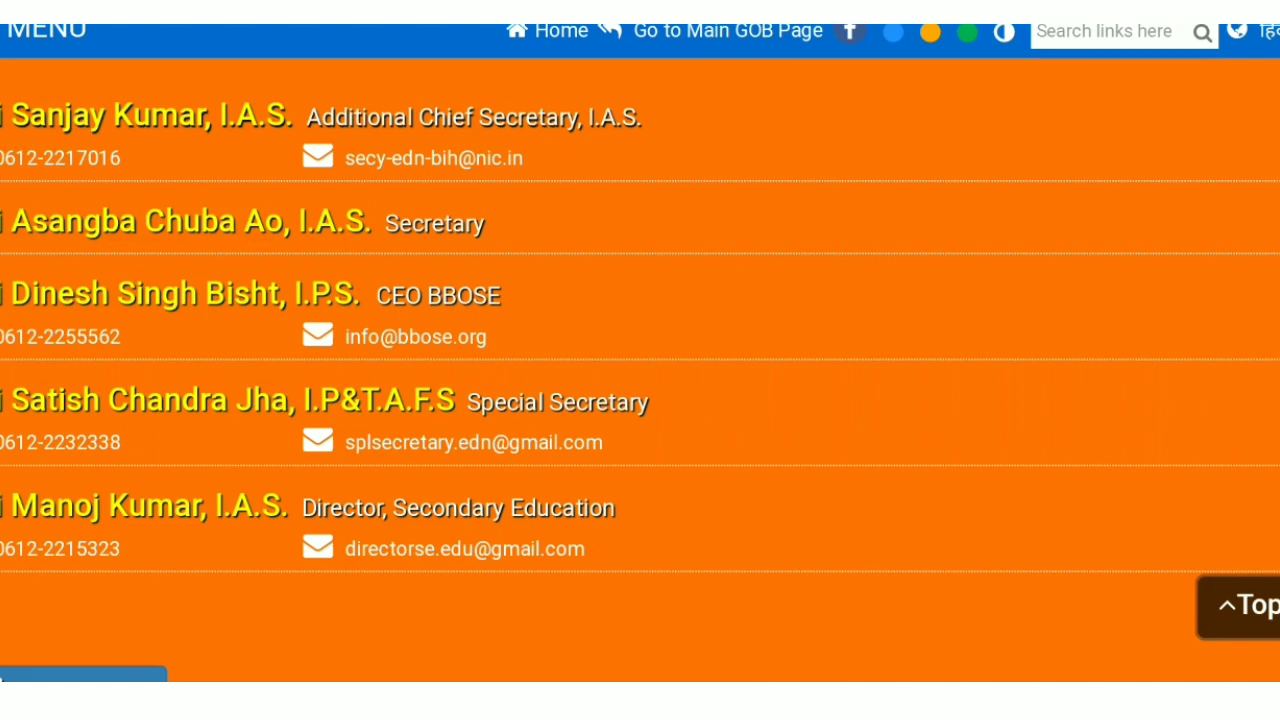 MENU Home Go to Main GOB Page f Search links here
Sanjay Kumar, I.A.S. Additional Chief Secretary, I.A.S.
0612-2217016 secy-edn-bih@nic.in
Asangba Chuba Ao, I.A.S. Secretary
Dinesh Singh Bisht, I.P.S. CEO BBOSE
0612-2255562 info@bbose.org
Satish Chandra Jha, I.P&T.A.F.S Special Secretary
0612-2232338 splsecretary.edn@gmail.com
Manoj Kumar, I.A.S. Director, Secondary Education
0612-2215323 directorse.edu@gmail.com
Top